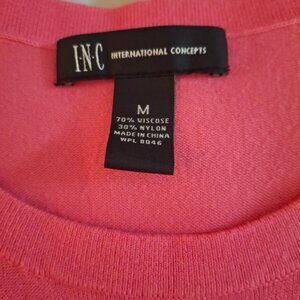 I·N·C INTERNATIONAL CONCEPTS
M
70% VISCOSE
30% NYLON
MADE IN CHINA
WPL 8046